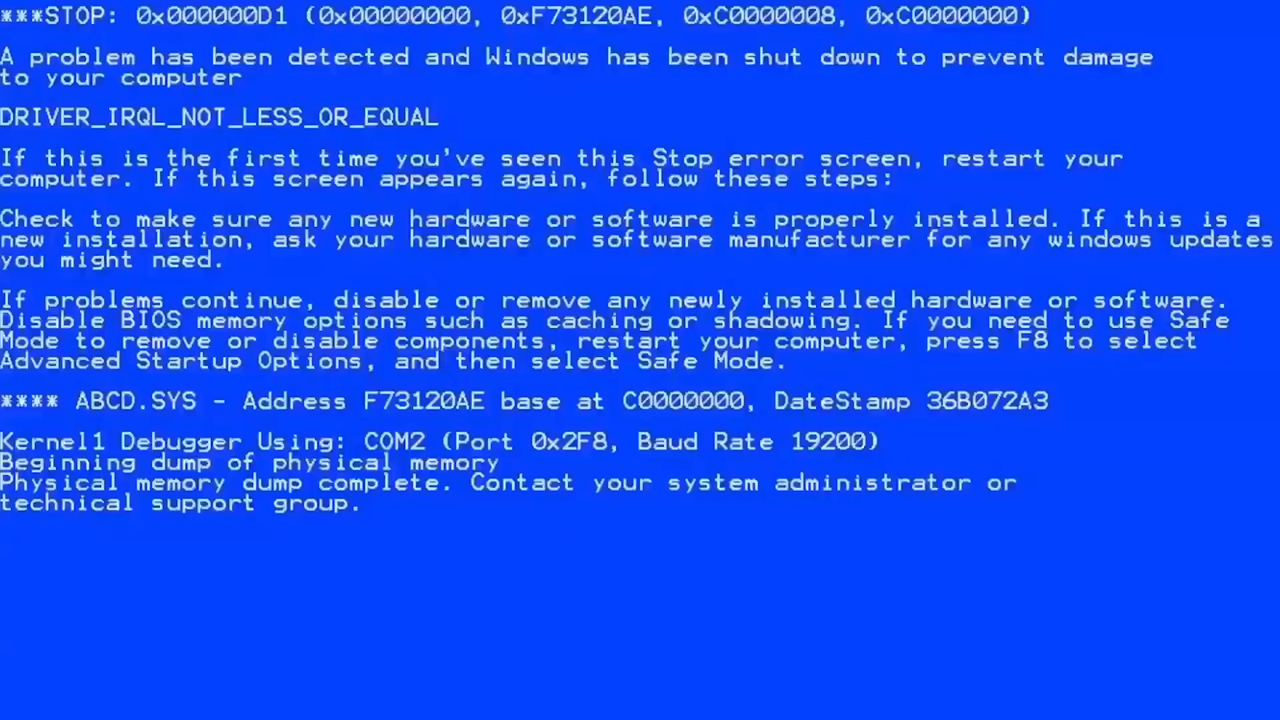 ***STOP: 0x000000D1 (0x00000000, 0xF73120AE, 0xC0000008, 0xC0000000)
A problem has been detected and Windows has been shut down to prevent damage
to your computer
DRIVER_IRQL_NOT_LESS_OR_EQUAL
If this is the first time you've seen this Stop error screen, restart your
computer. If this screen appears again, follow these steps:
Check to make sure any new hardware or software is properly installed. If this is a
new installation, ask your hardware or software manufacturer for any windows updates
you might need.
If problems continue, disable or remove any newly installed hardware or software.
Disable BIOS memory options such as caching or shadowing. If you need to use Safe
Mode to remove or disable components, restart your computer, press F8 to select
Advanced Startup Options, and then select Safe Mode.
**** ABCD.SYS - Address F73120AE base at C0000000, DateStamp 36B072A3
Kernel1 Debugger Using: COM2 (Port 0x2F8, Baud Rate 19200)
Beginning dump of physical memory
Physical memory dump complete. Contact your system administrator or
technical support group.